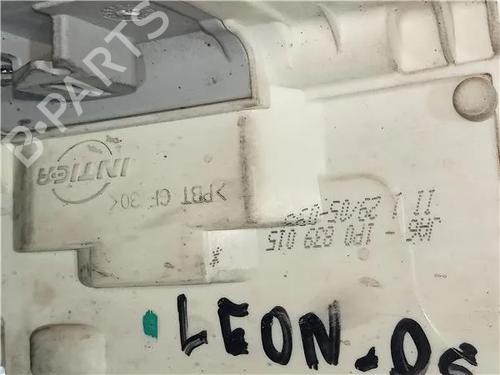 B-PARTS
INTIER
>PBT GF 30<
1P0 839 015
LEON-06